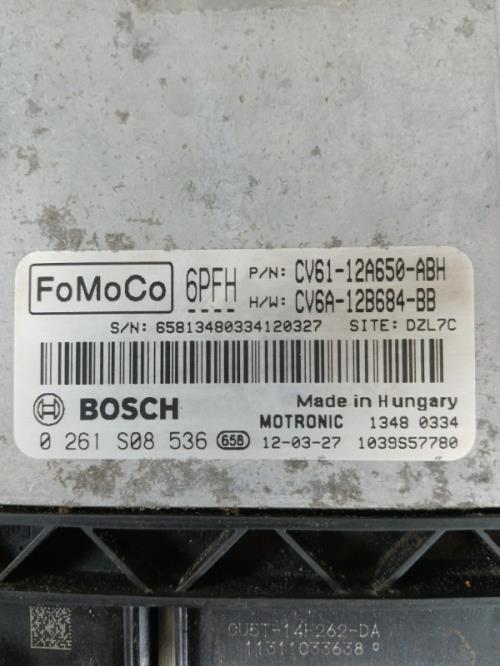 FoMoCo 6PFH P/N: CV61-12A650-ABH
H/W: CV6A-12B684-BB
S/N: 65813480334120327 SITE: DZL7C
BOSCH Made in Hungary
MOTRONIC 1348 0334
0 261 S08 536 658 12-03-27 1039S57780
GU5T-14F262-DA
11311033638